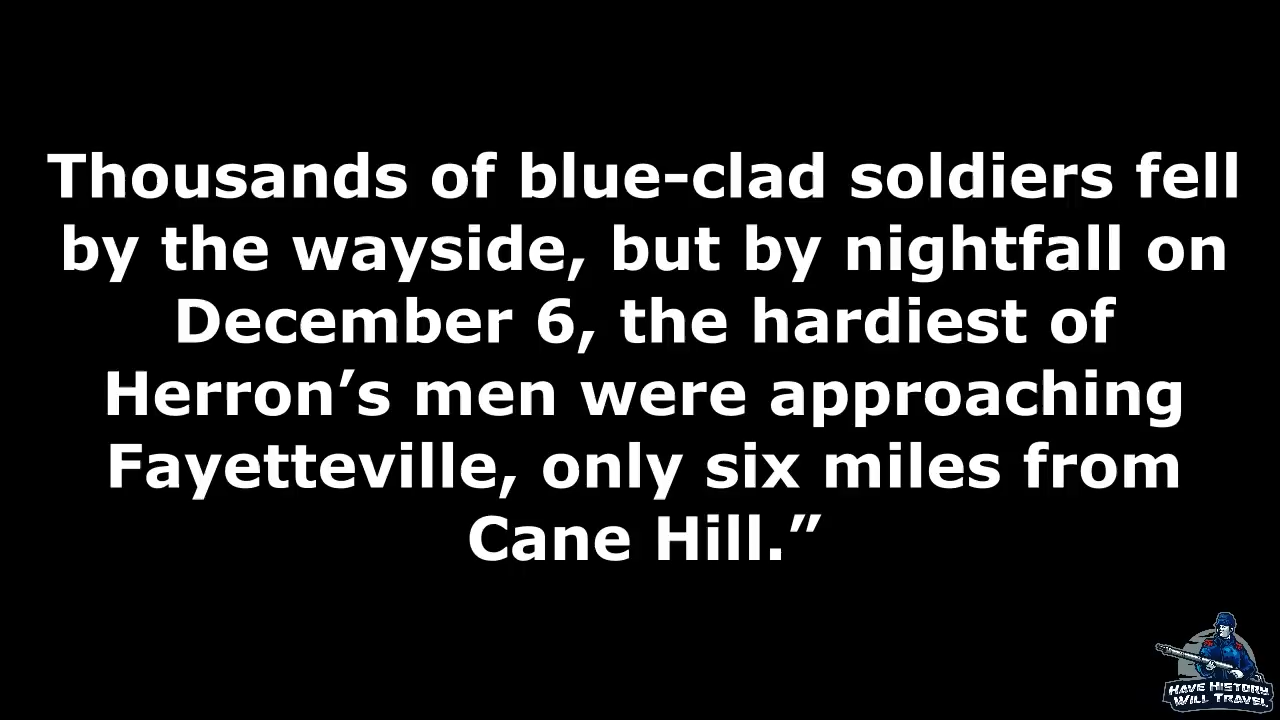 Thousands of blue-clad soldiers fell
by the wayside, but by nightfall on
December 6, the hardiest of
Herron’s men were approaching
Fayetteville, only six miles from
Cane Hill.”
HAVE HISTORY
WILL TRAVEL